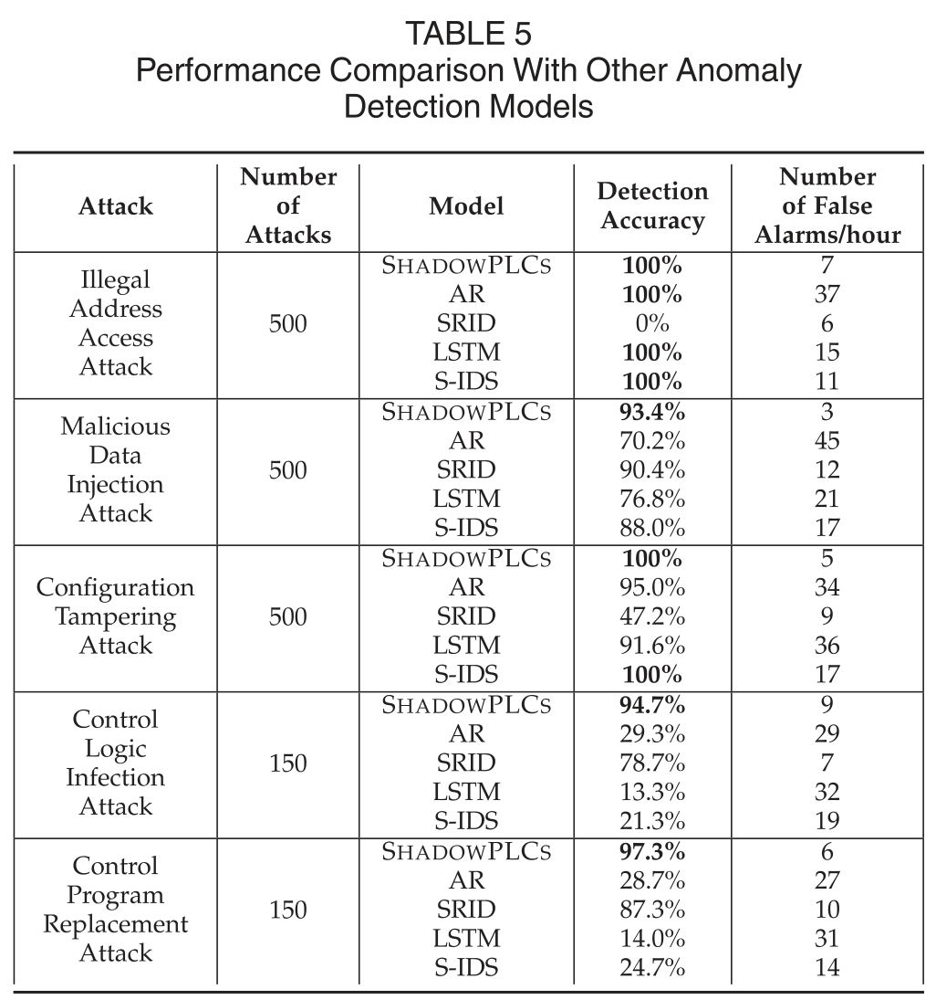 TABLE 5
Performance Comparison With Other Anomaly
Detection Models
Attack
Number
of
Attacks
Model
Detection
Accuracy
Number
of False
Alarms/hour
Illegal
Address
Access
Attack
500
SHADOWPLCS 100% 7
AR 100% 37
SRID 0% 6
LSTM 100% 15
S-IDS 100% 11
Malicious
Data
Injection
Attack
500
SHADOWPLCS 93.4% 3
AR 70.2% 45
SRID 90.4% 12
LSTM 76.8% 21
S-IDS 88.0% 17
Configuration
Tampering
Attack
500
SHADOWPLCS 100% 5
AR 95.0% 34
SRID 47.2% 9
LSTM 91.6% 36
S-IDS 100% 17
Control
Logic
Infection
Attack
150
SHADOWPLCS 94.7% 9
AR 29.3% 29
SRID 78.7% 7
LSTM 13.3% 32
S-IDS 21.3% 19
Control
Program
Replacement
Attack
150
SHADOWPLCS 97.3% 6
AR 28.7% 27
SRID 87.3% 10
LSTM 14.0% 31
S-IDS 24.7% 14